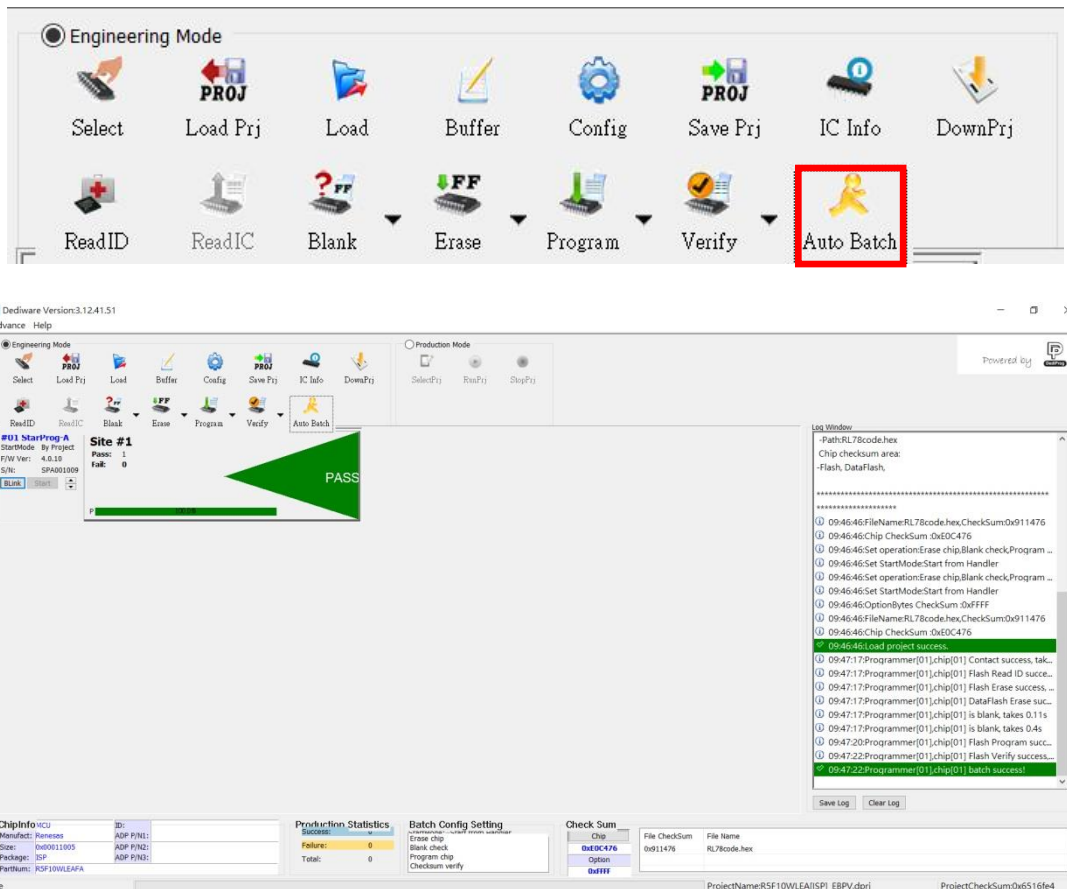 Engineering Mode
Select Load Prj Load Buffer Config Save Prj IC Info DownPrj
PROJ PROJ
ReadID ReadIC Blank Erase Program Verify Auto Batch
Dediware Version:3.12.41.51
dvance Help
Engineering Mode Production Mode
Select Load Prj Load Buffer Config Save Prj IC Info DownPrj SelectPrj RunPrj StopPrj
Powered by
ReadID ReadIC Blank Erase Program Verify Auto Batch
#01 StarProg-A
StartMode By Project
F/W Ver: 4.0.10
S/N: SPA001009
BLink Start
Site #1
Pass: 1
Fail: 0
PASS
100.0%
Log Window
-Path:RL78code.hex
Chip checksum area:
-Flash, DataFlash,
09:46:46:FileName:RL78code.hex,CheckSum:0x911476
09:46:46:Chip CheckSum :0xE0C476
09:46:46:Set operation:Erase chip,Blank check,Program ...
09:46:46:Set StartMode:Start from Handler
09:46:46:Set operation:Erase chip,Blank check,Program ...
09:46:46:Set StartMode:Start from Handler
09:46:46:OptionBytes CheckSum :0xFFFF
09:46:46:FileName:RL78code.hex,CheckSum:0x911476
09:46:46:Chip CheckSum :0xE0C476
09:46:46:Load project success.
09:47:17:Programmer[01],chip[01] Contact success, tak...
09:47:17:Programmer[01],chip[01] Flash Read ID succe...
09:47:17:Programmer[01],chip[01] Flash Erase success, ...
09:47:17:Programmer[01],chip[01] DataFlash Erase suc...
09:47:17:Programmer[01],chip[01] is blank, takes 0.11s
09:47:17:Programmer[01],chip[01] is blank, takes 0.4s
09:47:20:Programmer[01],chip[01] Flash Program succ...
09:47:22:Programmer[01],chip[01] Flash Verify success,...
09:47:22:Programmer[01],chip[01] batch success!
Save Log Clear Log
ChipInfo MCU ID:
Manufact: Renesas ADP P/N1:
Size: 0x00011005 ADP P/N2:
Package: ISP ADP P/N3:
PartNum: R5F10WLEAFA
Production Statistics
Success: 0
Failure: 0
Total: 0
Batch Config Setting
Erase chip
Blank check
Program chip
Checksum verify
Check Sum
Chip
0xE0C476
Option
0xFFFF
File CheckSum File Name
0x911476 RL78code.hex
ProjectName:R5F10WLEA[ISP]_EBPV.dprj ProjectCheckSum:0x6516fe4